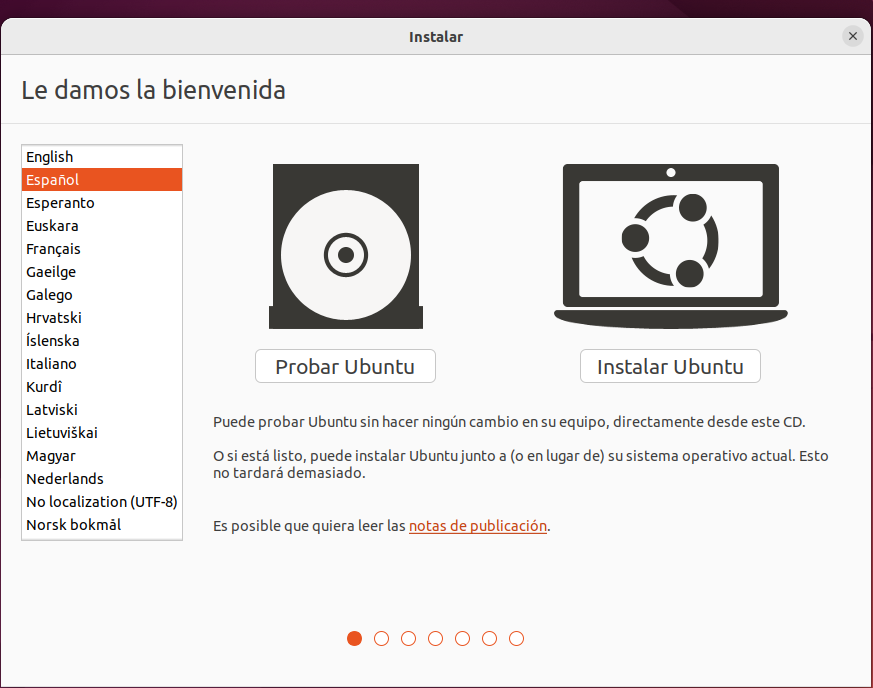 Instalar
Le damos la bienvenida
English
Español
Esperanto
Euskara
Français
Gaeilge
Galego
Hrvatski
Íslenska
Italiano
Kurdî
Latviski
Lietuviškai
Magyar
Nederlands
No localization (UTF-8)
Norsk bokmål
Probar Ubuntu
Instalar Ubuntu
Puede probar Ubuntu sin hacer ningún cambio en su equipo, directamente desde este CD.
O si está listo, puede instalar Ubuntu junto a (o en lugar de) su sistema operativo actual. Esto
no tardará demasiado.
Es posible que quiera leer las notas de publicación.